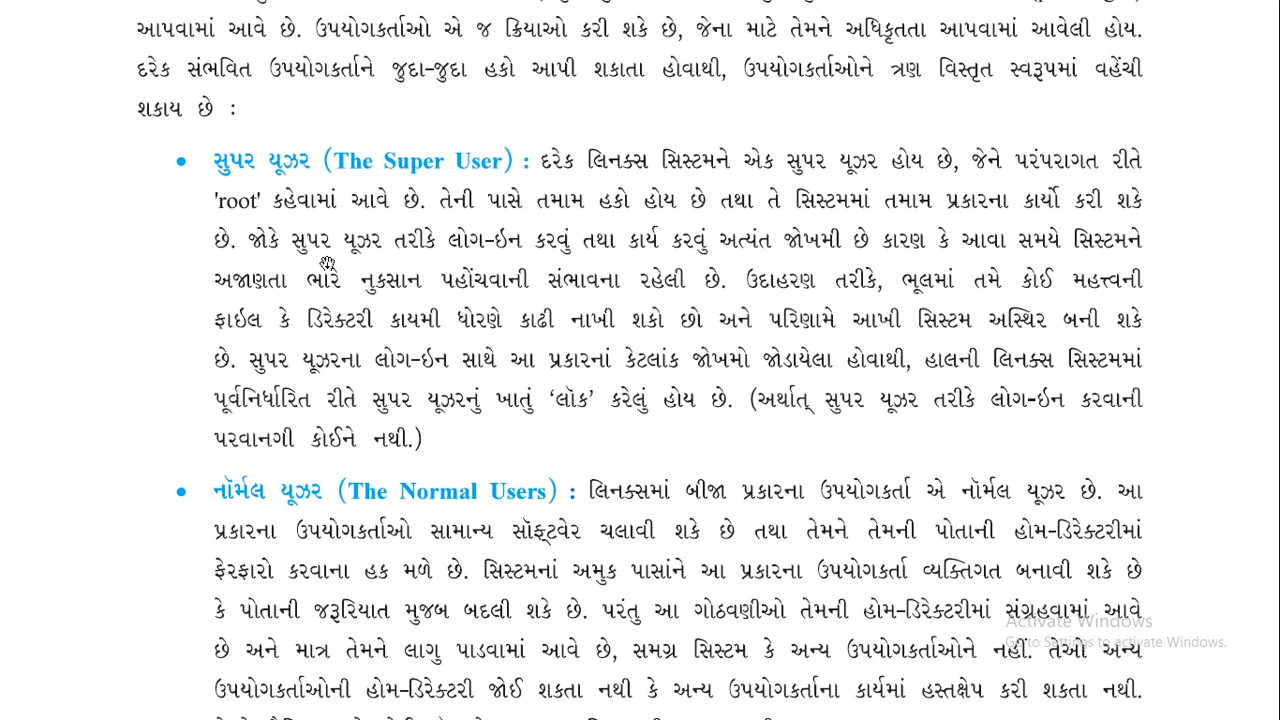 આપવામાં આવે છે. ઉપયોગકર્તાઓ એ જ ક્રિયાઓ કરી શકે છે, જેના માટે તેમને અધિકૃતતા આપવામાં આવેલી હોય.
દરેક સંભવિત ઉપયોગકર્તાને જુદા-જુદા હકો આપી શકાતા હોવાથી, ઉપયોગકર્તાઓને ત્રણ વિસ્તૃત સ્વરૂપમાં વહેંચી
શકાય છે :
• સુપર યૂઝર (The Super User) : દરેક લિનક્સ સિસ્ટમને એક સુપર યૂઝર હોય છે, જેને પરંપરાગત રીતે
'root' કહેવામાં આવે છે. તેની પાસે તમામ હકો હોય છે તથા તે સિસ્ટમમાં તમામ પ્રકારના કાર્યો કરી શકે
છે. જોકે સુપર યૂઝર તરીકે લોગ-ઇન કરવું તથા કાર્ય કરવું અત્યંત જોખમી છે કારણ કે આવા સમયે સિસ્ટમને
અજાણતા ભારે નુકસાન પહોંચવાની સંભાવના રહેલી છે. ઉદાહરણ તરીકે, ભૂલમાં તમે કોઈ મહત્ત્વની
ફાઇલ કે ડિરેક્ટરી કાયમી ધોરણે કાઢી નાખી શકો છો અને પરિણામે આખી સિસ્ટમ અસ્થિર બની શકે
છે. સુપર યૂઝરના લોગ-ઇન સાથે આ પ્રકારનાં કેટલાંક જોખમો જોડાયેલા હોવાથી, હાલની લિનક્સ સિસ્ટમમાં
પૂર્વનિર્ધારિત રીતે સુપર યૂઝરનું ખાતું ‘લૉક’ કરેલું હોય છે. (અર્થાત્ સુપર યૂઝર તરીકે લોગ-ઇન કરવાની
પરવાનગી કોઈને નથી.)
• નૉર્મલ યૂઝર (The Normal Users) : લિનક્સમાં બીજા પ્રકારના ઉપયોગકર્તા એ નૉર્મલ યૂઝર છે. આ
પ્રકારના ઉપયોગકર્તાઓ સામાન્ય સૉફ્ટવેર ચલાવી શકે છે તથા તેમને તેમની પોતાની હોમ-ડિરેક્ટરીમાં
ફેરફારો કરવાના હક મળે છે. સિસ્ટમનાં અમુક પાસાંને આ પ્રકારના ઉપયોગકર્તા વ્યક્તિગત બનાવી શકે છે
કે પોતાની જરૂરિયાત મુજબ બદલી શકે છે. પરંતુ આ ગોઠવણીઓ તેમની હોમ-ડિરેક્ટરીમાં સંગ્રહવામાં આવે
છે અને માત્ર તેમને લાગુ પાડવામાં આવે છે, સમગ્ર સિસ્ટમ કે અન્ય ઉપયોગકર્તાઓને નહીં. તેઓ અન્ય
ઉપયોગકર્તાઓની હોમ-ડિરેક્ટરી જોઈ શકતા નથી કે અન્ય ઉપયોગકર્તાના કાર્યમાં હસ્તક્ષેપ કરી શકતા નથી.
Activate Windows
Go to Settings to activate Windows.